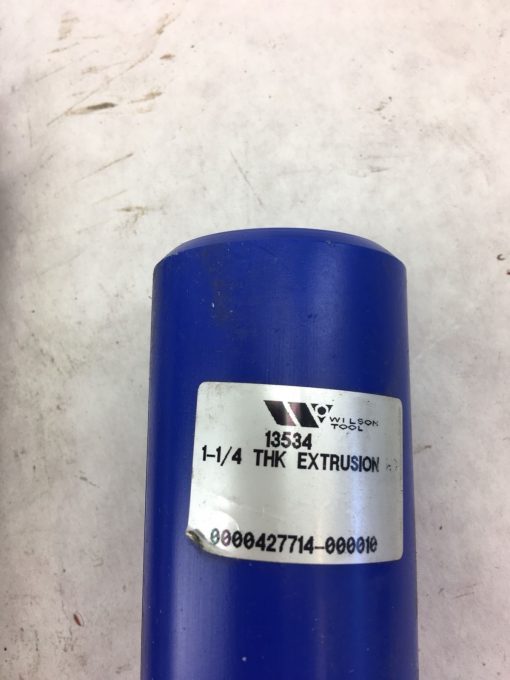 WILSON
TOOL
13534
1-1/4 THK EXTRUSION
0000427714-000010